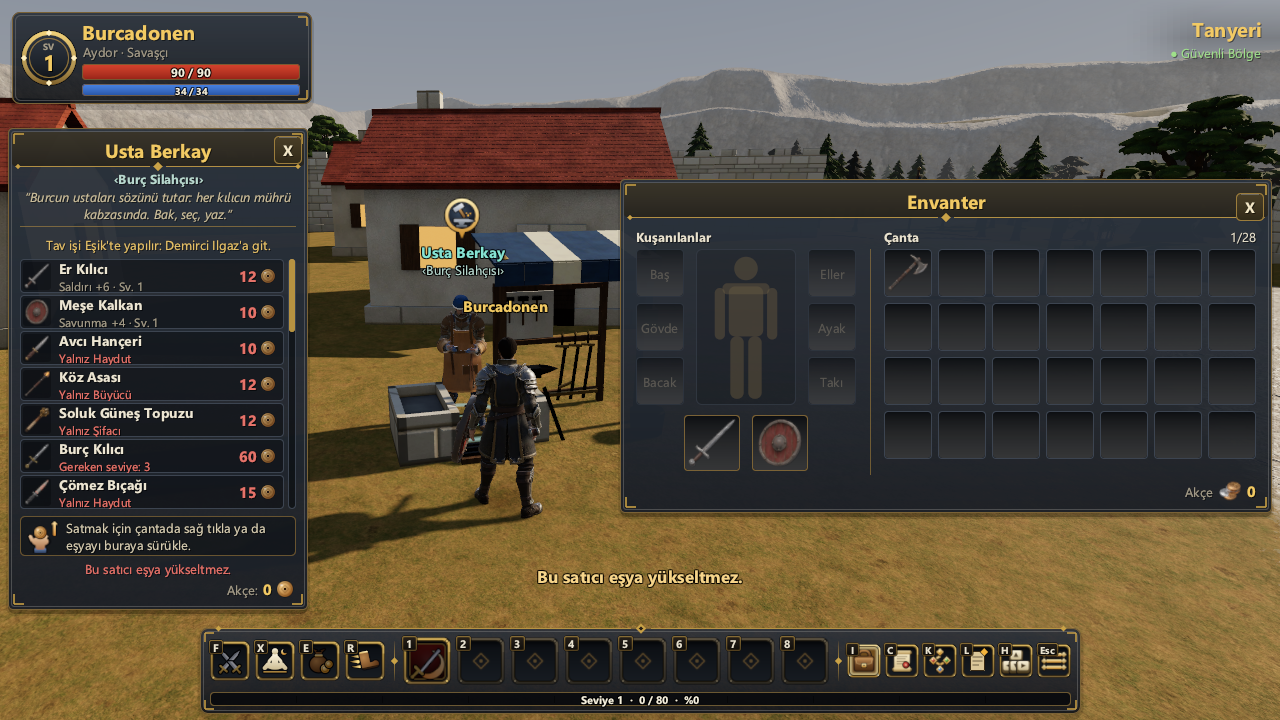 SV
1
Burcadonen
Aydor · Savaşçı
90 / 90
34 / 34
Tanyeri
Güvenli Bölge
Usta Berkay
X
‹Burç Silahçısı›
“Burcun ustaları sözünü tutar: her kılıcın mührü
kabzasında. Bak, seç, yaz.”
Tav işi Eşik'te yapılır: Demirci Ilgaz'a git.
Er Kılıcı
Saldırı +6 · Sv. 1
12
Meşe Kalkan
Savunma +4 · Sv. 1
10
Avcı Hançeri
Yalnız Haydut
10
Köz Asası
Yalnız Büyücü
12
Soluk Güneş Topuzu
Yalnız Şifacı
12
Burç Kılıcı
Gereken seviye: 3
60
Çömez Bıçağı
Yalnız Haydut
15
Satmak için çantada sağ tıkla ya da
eşyayı buraya sürükle.
Bu satıcı eşya yükseltmez.
Akçe: 0
Usta Berkay
‹Burç Silahçısı›
Burcadonen
Envanter
X
Kuşanılanlar
Baş
Eller
Gövde
Ayak
Bacak
Takı
Çanta
1/28
Akçe 0
Bu satıcı eşya yükseltmez.
F X E R 1 2 3 4 5 6 7 8 I C K L H Esc
Seviye 1 · 0 / 80 · %0